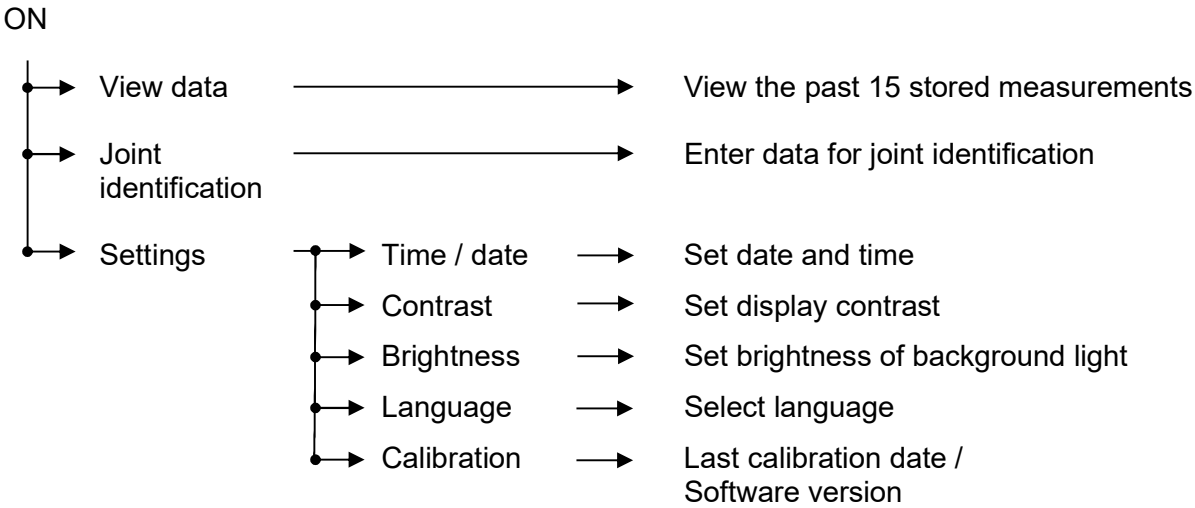 ON
View data View the past 15 stored measurements
Joint Enter data for joint identification
identification
Settings Time / date Set date and time
Contrast Set display contrast
Brightness Set brightness of background light
Language Select language
Calibration Last calibration date /
Software version